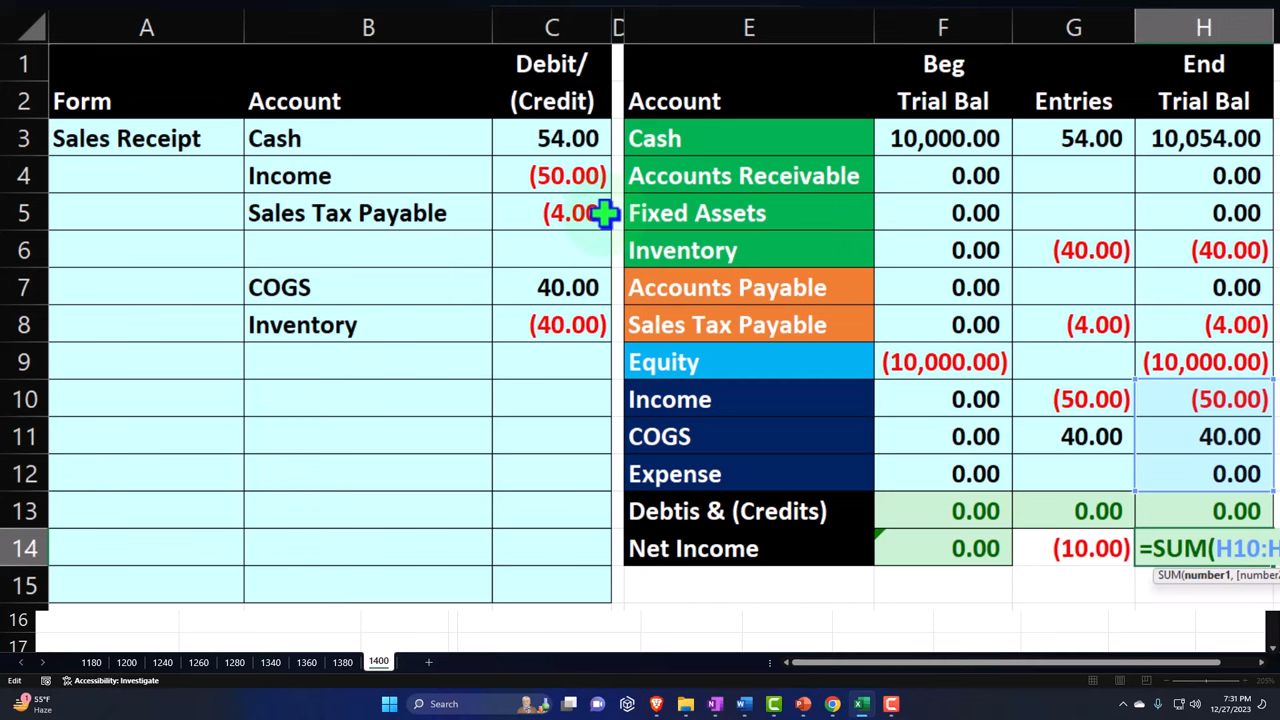 A B C D E F G H
1 Debit/ Beg End
2 Form Account (Credit) Account Trial Bal Entries Trial Bal
3 Sales Receipt Cash 54.00 Cash 10,000.00 54.00 10,054.00
4 Income (50.00) Accounts Receivable 0.00 0.00
5 Sales Tax Payable (4.00 Fixed Assets 0.00 0.00
6 Inventory 0.00 (40.00) (40.00)
7 COGS 40.00 Accounts Payable 0.00 0.00
8 Inventory (40.00) Sales Tax Payable 0.00 (4.00) (4.00)
9 Equity (10,000.00) (10,000.00)
10 Income 0.00 (50.00) (50.00)
11 COGS 0.00 40.00 40.00
12 Expense 0.00 0.00
13 Debtis & (Credits) 0.00 0.00 0.00
14 Net Income 0.00 (10.00) =SUM(H10:H
SUM(number1, [number2
15
16
17
1180 1200 1240 1260 1280 1340 1360 1380 1400
Edit Accessibility: Investigate 205%
1 55°F Haze Search 7:31 PM 12/27/2023